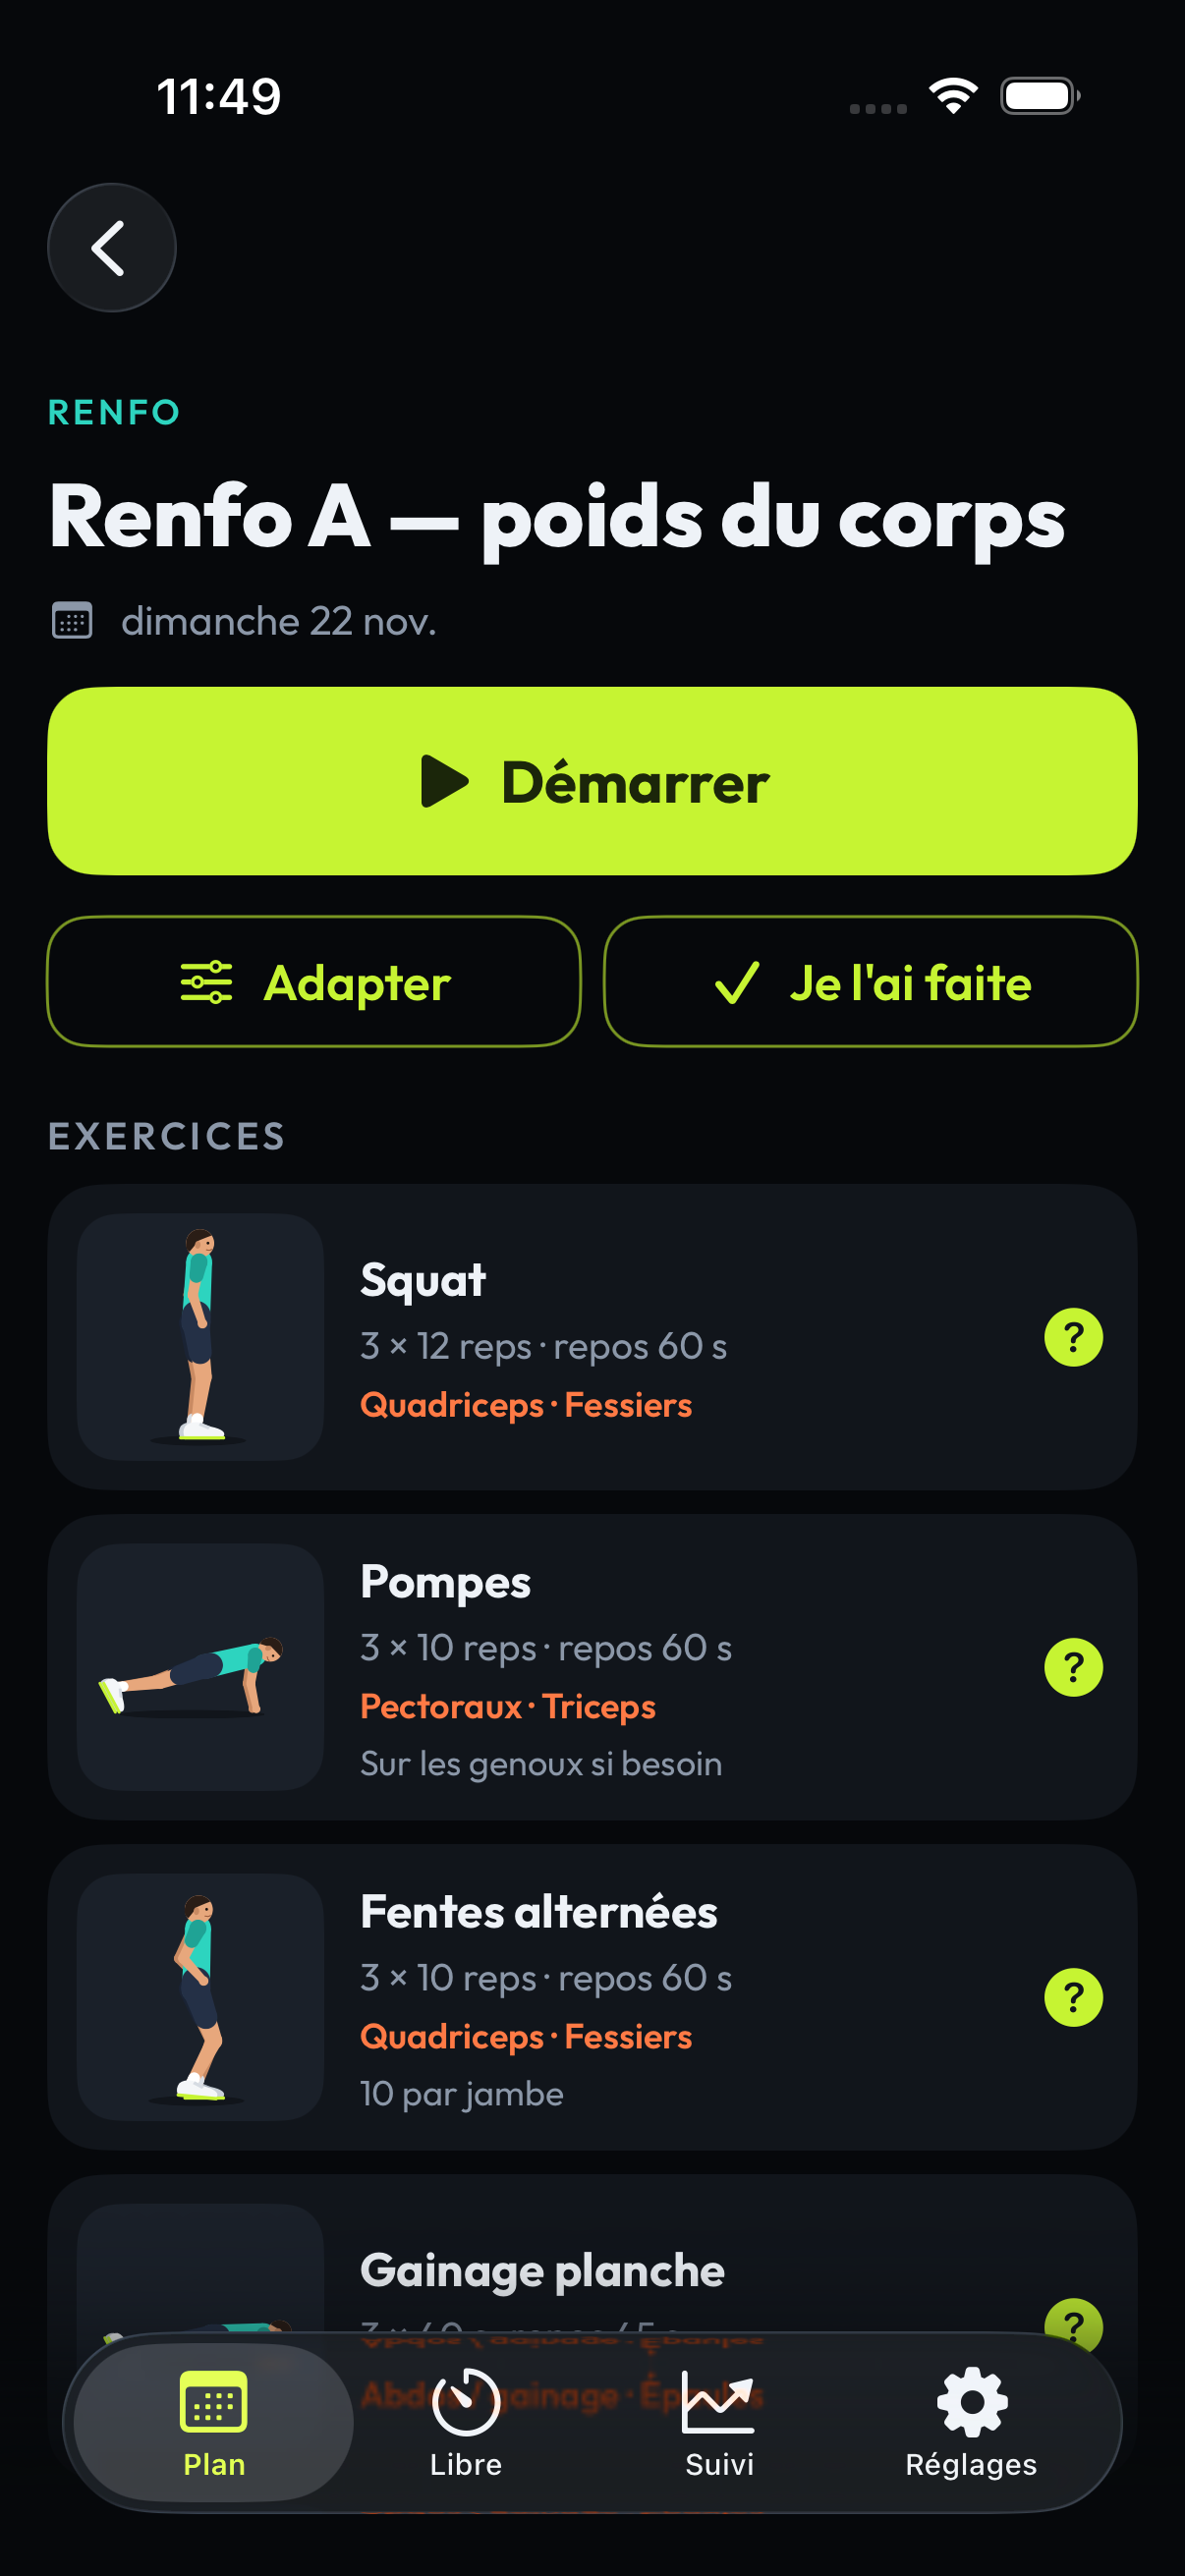 11:49
RENFO
Renfo A — poids du corps
dimanche 22 nov.
Démarrer
Adapter
Je l'ai faite
EXERCICES
Squat
3 × 12 reps · repos 60 s
Quadriceps · Fessiers
?
Pompes
3 × 10 reps · repos 60 s
Pectoraux · Triceps
Sur les genoux si besoin
?
Fentes alternées
3 × 10 reps · repos 60 s
Quadriceps · Fessiers
10 par jambe
?
Gainage planche
?
Plan
Libre
Suivi
Réglages